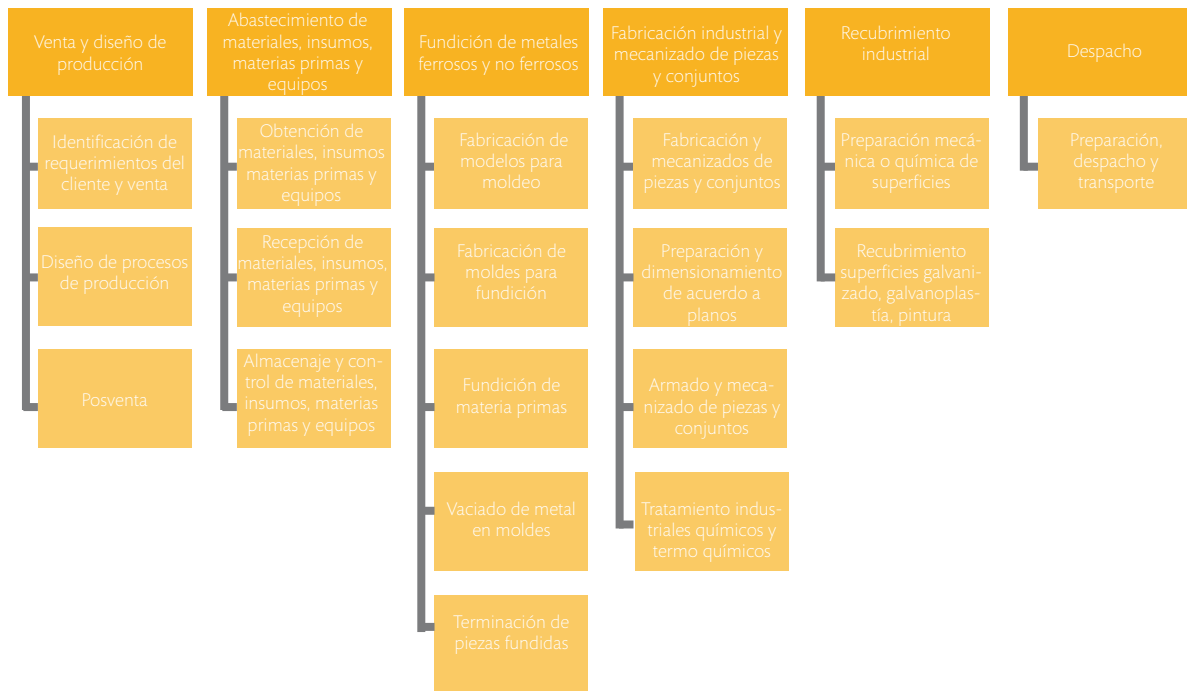 Venta y diseño de
producción
Identificación de
requerimientos del
cliente y venta
Diseño de procesos
de producción
Posventa
Abastecimiento de
materiales, insumos,
materias primas y
equipos
Obtención de
materiales, insumos
materias primas y
equipos
Recepción de
materiales, insumos,
materias primas y
equipos
Almacenaje y con-
trol de materiales,
insumos, materias
primas y equipos
Fundición de metales
ferrosos y no ferrosos
Fabricación de
modelos para
moldeo
Fabricación de
moldes para
fundición
Fundición de
materia primas
Vaciado de metal
en moldes
Terminación de
piezas fundidas
Fabricación industrial y
mecanizado de piezas
y conjuntos
Fabricación y
mecanizados de
piezas y conjuntos
Preparación y
dimensionamiento
de acuerdo a
planos
Armado y meca-
nizado de piezas y
conjuntos
Tratamiento indus-
triales químicos y
termo químicos
Recubrimiento
industrial
Preparación mecá-
nica o química de
superficies
Recubrimiento
superficies galvani-
zado, galvanoplas-
tía, pintura
Despacho
Preparación,
despacho y
transporte